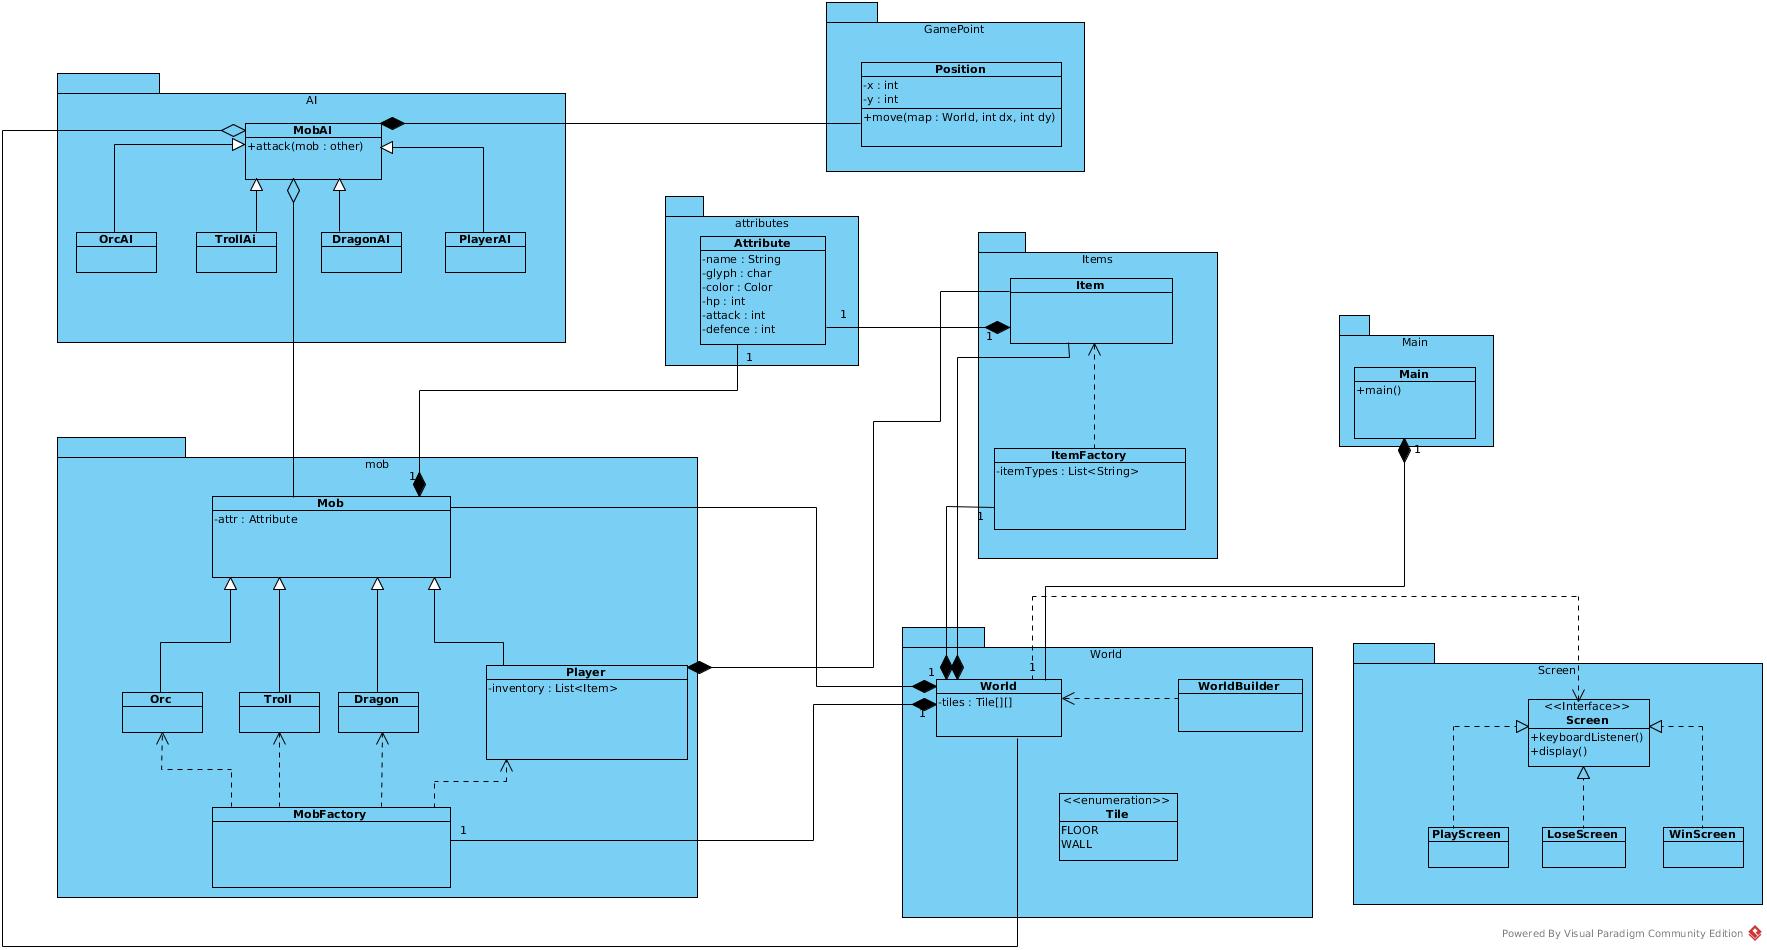 GamePoint
Position
-x : int
-y : int
+move(map : World, int dx, int dy)
AI
MobAI
+attack(mob : other)
OrcAI
TrollAi
DragonAI
PlayerAI
attributes
Attribute
-name : String
-glyph : char
-color : Color
-hp : int
-attack : int
-defence : int
1
1
1
Items
Item
ItemFactory
-itemTypes : List<String>
1
Main
Main
+main()
1
mob
1
Mob
-attr : Attribute
Player
-inventory : List<Item>
Orc
Troll
Dragon
MobFactory
1
World
1
1
World
-tiles : Tile[][]
1
WorldBuilder
<<enumeration>>
Tile
FLOOR
WALL
Screen
<<Interface>>
Screen
+keyboardListener()
+display()
PlayScreen
LoseScreen
WinScreen
Powered By Visual Paradigm Community Edition